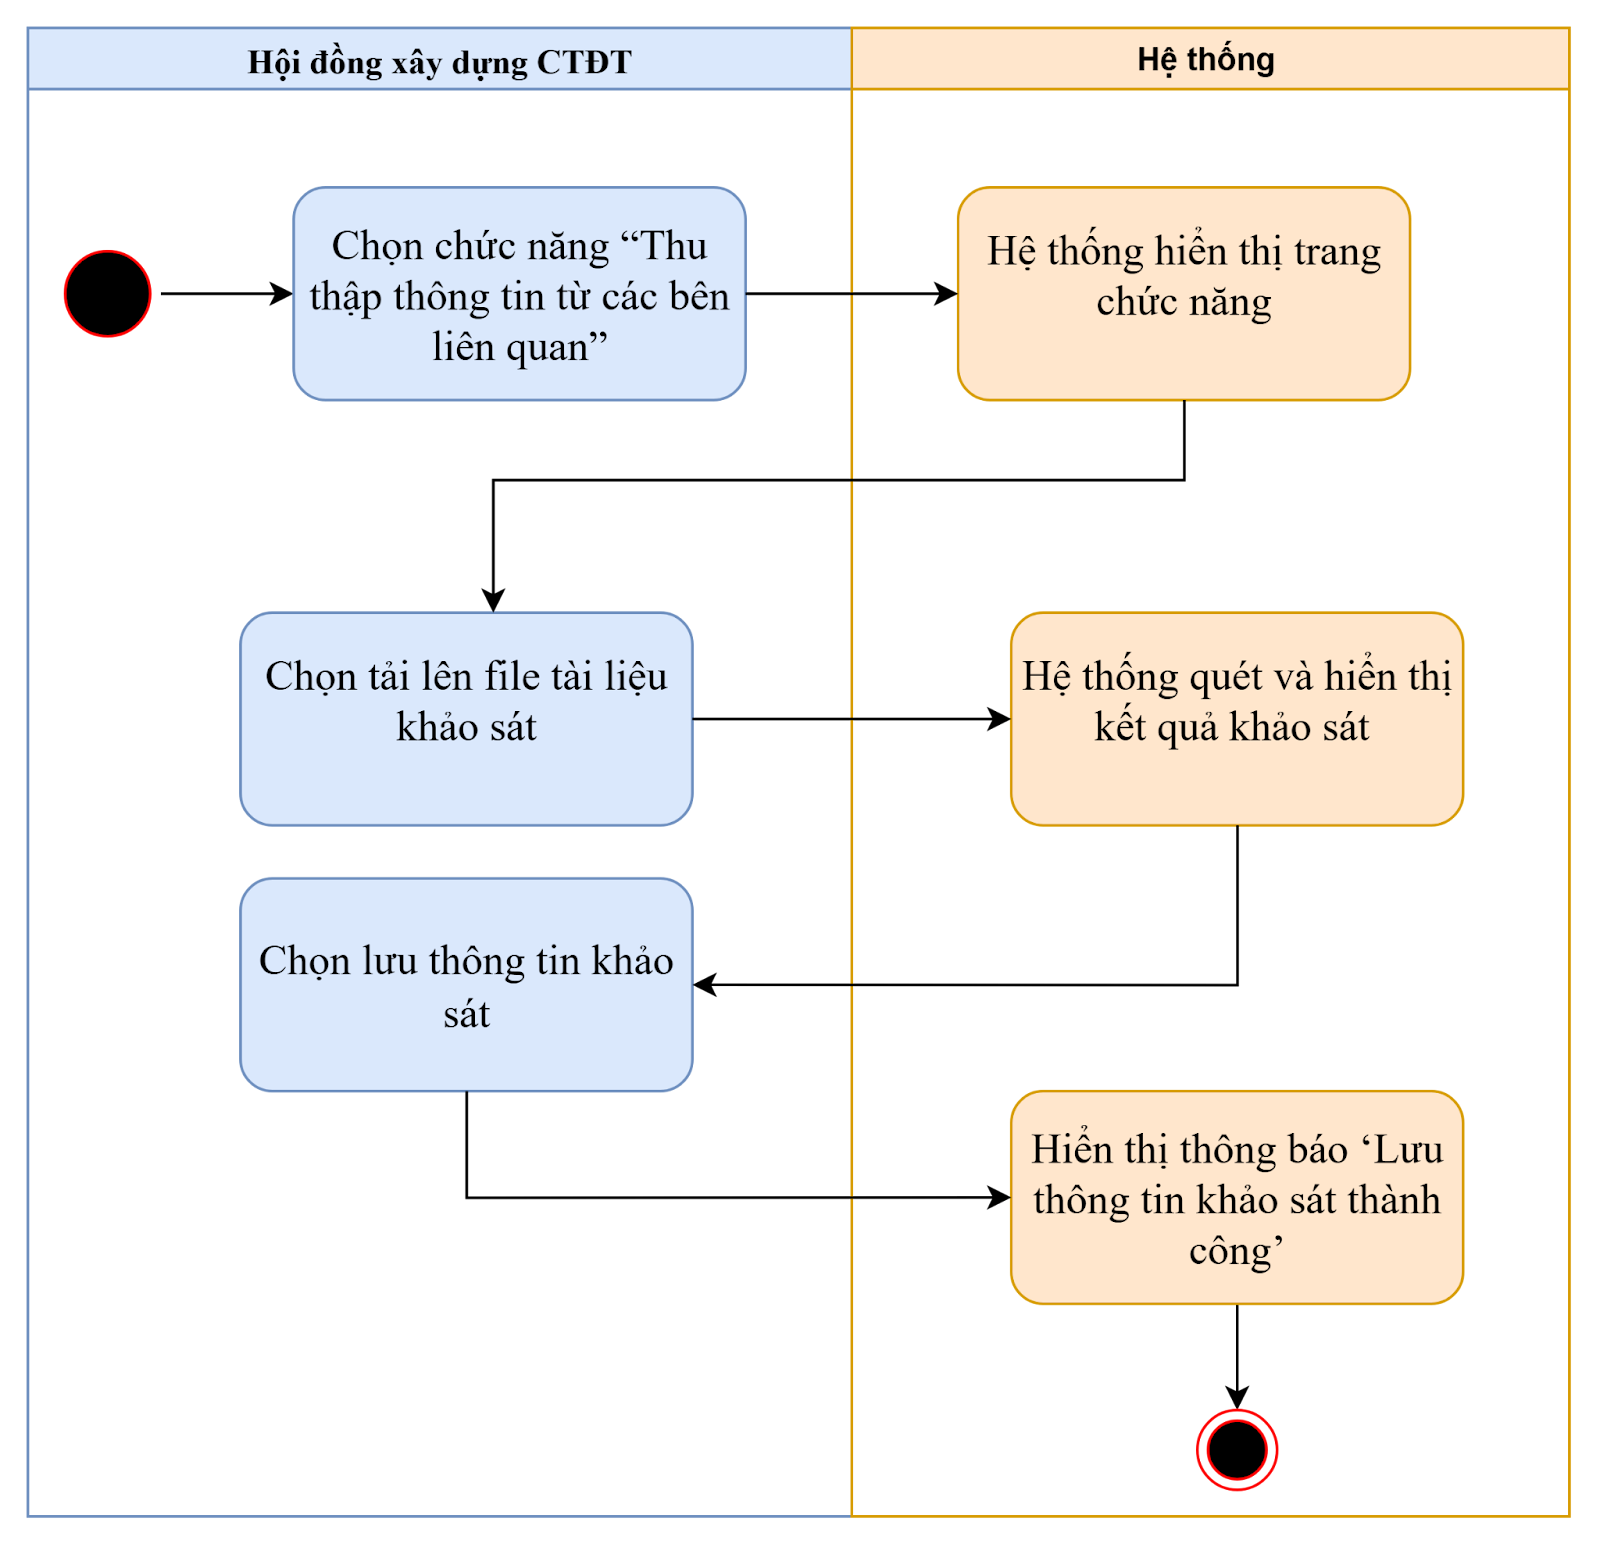 Hội đồng xây dựng CTĐT
Hệ thống
Chọn chức năng “Thu
thập thông tin từ các bên
liên quan”
Hệ thống hiển thị trang
chức năng
Chọn tải lên file tài liệu
khảo sát
Hệ thống quét và hiển thị
kết quả khảo sát
Chọn lưu thông tin khảo
sát
Hiển thị thông báo ‘Lưu
thông tin khảo sát thành
công’